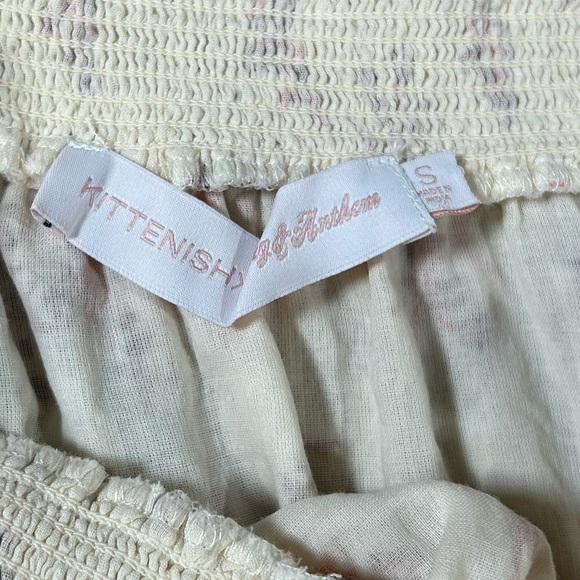 KITTENISH X
Anthem
S
MADE IN
INDIA